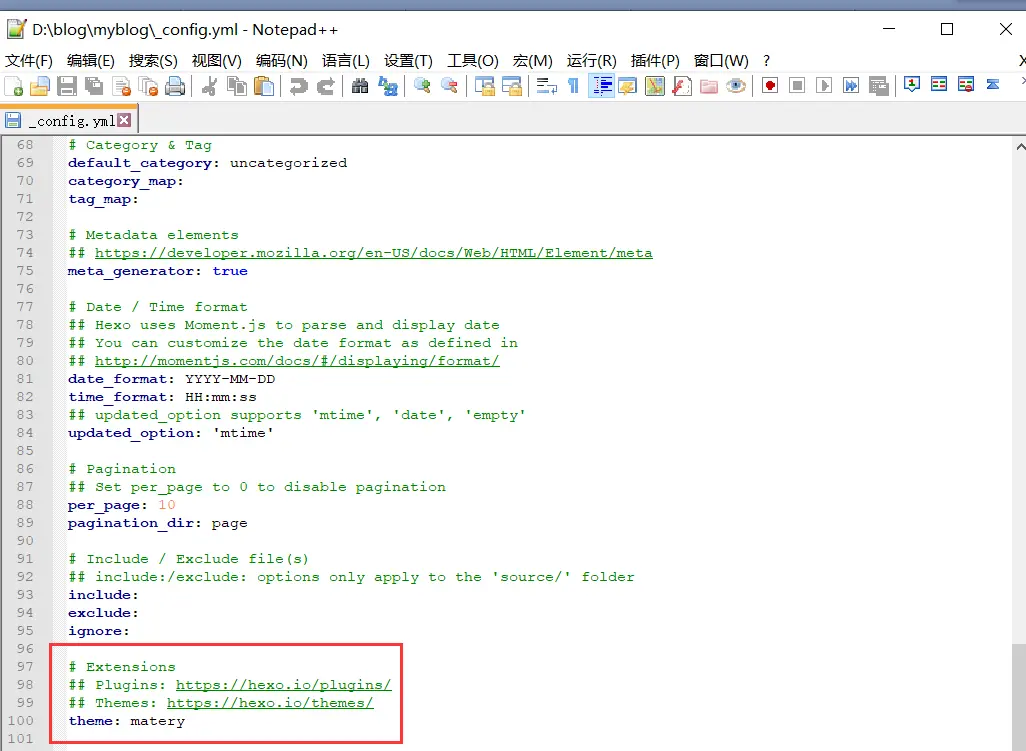 D:\blog\myblog\_config.yml - Notepad++
文件(F) 编辑(E) 搜索(S) 视图(V) 编码(N) 语言(L) 设置(T) 工具(O) 宏(M) 运行(R) 插件(P) 窗口(W) ? X
_config.yml
68 # Category & Tag
69 default_category: uncategorized
70 category_map:
71 tag_map:
72
73 # Metadata elements
74 ## https://developer.mozilla.org/en-US/docs/Web/HTML/Element/meta
75 meta_generator: true
76
77 # Date / Time format
78 ## Hexo uses Moment.js to parse and display date
79 ## You can customize the date format as defined in
80 ## http://momentjs.com/docs/#/displaying/format/
81 date_format: YYYY-MM-DD
82 time_format: HH:mm:ss
83 ## updated_option supports 'mtime', 'date', 'empty'
84 updated_option: 'mtime'
85
86 # Pagination
87 ## Set per_page to 0 to disable pagination
88 per_page: 10
89 pagination_dir: page
90
91 # Include / Exclude file(s)
92 ## include:/exclude: options only apply to the 'source/' folder
93 include:
94 exclude:
95 ignore:
96
97 # Extensions
98 ## Plugins: https://hexo.io/plugins/
99 ## Themes: https://hexo.io/themes/
100 theme: matery
101